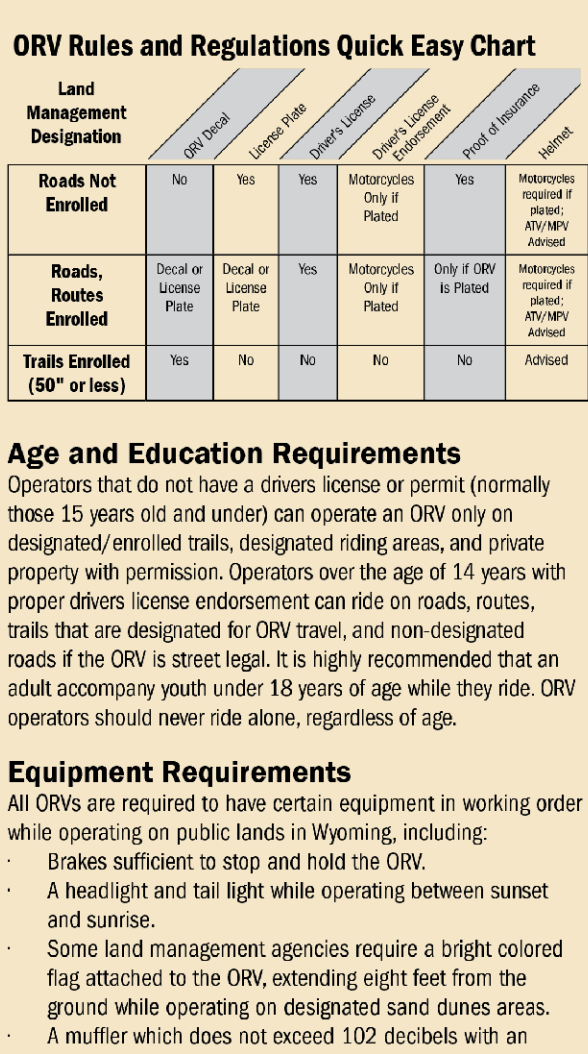 ORV Rules and Regulations Quick Easy Chart
Land
Management
Designation
ORV Decal
License Plate
Driver's License
Driver's License
Endorsement
Proof of Insurance
Helmet
Roads Not
Enrolled
No
Yes
Yes
Motorcycles
Only if
Plated
Yes
Motorcycles
required if
plated;
ATV/MPV
Advised
Roads,
Routes
Enrolled
Decal or
License
Plate
Decal or
License
Plate
Yes
Motorcycles
Only if
Plated
Only if ORV
is Plated
Motorcycles
required if
plated;
ATV/MPV
Advised
Trails Enrolled
(50" or less)
Yes
No
No
No
No
Advised
Age and Education Requirements
Operators that do not have a drivers license or permit (normally
those 15 years old and under) can operate an ORV only on
designated/enrolled trails, designated riding areas, and private
property with permission. Operators over the age of 14 years with
proper drivers license endorsement can ride on roads, routes,
trails that are designated for ORV travel, and non-designated
roads if the ORV is street legal. It is highly recommended that an
adult accompany youth under 18 years of age while they ride. ORV
operators should never ride alone, regardless of age.
Equipment Requirements
All ORVs are required to have certain equipment in working order
while operating on public lands in Wyoming, including:
· Brakes sufficient to stop and hold the ORV.
· A headlight and tail light while operating between sunset
and sunrise.
· Some land management agencies require a bright colored
flag attached to the ORV, extending eight feet from the
ground while operating on designated sand dunes areas.
· A muffler which does not exceed 102 decibels with an